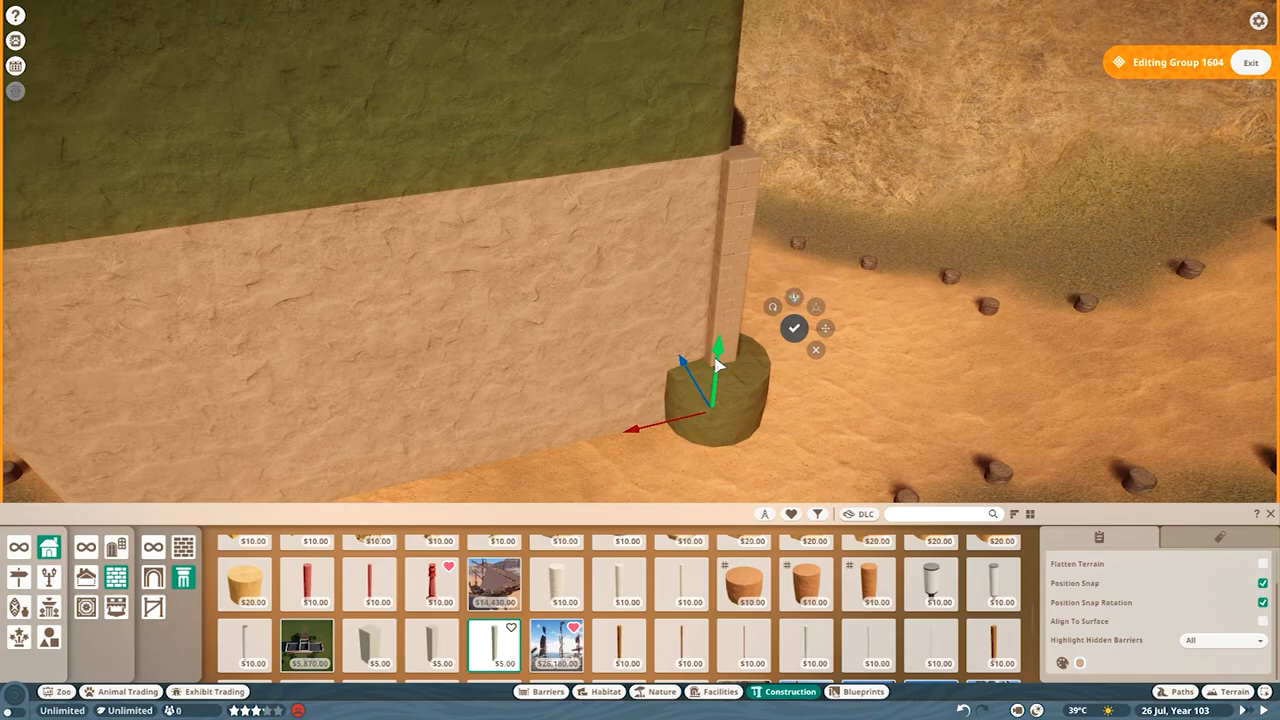 ?
Editing Group 1604 Exit
DLC
? ×
$10.00 $10.00 $10.00 $10.00 $10.00 $10.00 $10.00 $10.00 $20.00 $20.00 $20.00 $20.00 $10.00
$20.00 $10.00 $10.00 $10.00 $14,430.00 $10.00 $10.00 $10.00 $20.00 $10.00 $10.00 $10.00 $10.00
$10.00 $5,870.00 $5.00 $5.00 $5.00 $26,180.00 $10.00 $10.00 $10.00 $10.00 $10.00 $10.00 $10.00
Flatten Terrain
Position Snap
Position Snap Rotation
Align To Surface
Highlight Hidden Barriers All
Zoo Animal Trading Exhibit Trading Barriers Habitat Nature Facilities Construction Blueprints Paths Terrain
Unlimited Unlimited 0 39°C 26 Jul, Year 103